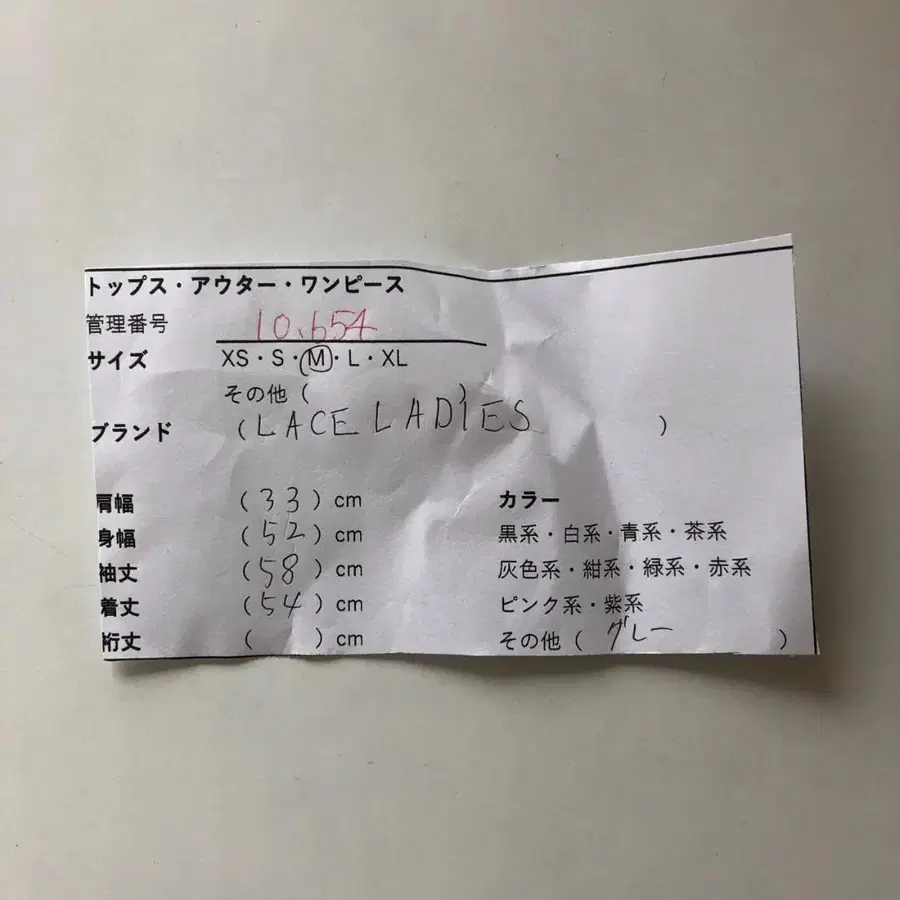 トップス・アウター・ワンピース
管理番号 10,654
サイズ XS・S・M・L・XL
その他( )
ブランド (LACE LADIES )
肩幅 (33)cm カラー
身幅 (52)cm 黒系・白系・青系・茶系
袖丈 (58)cm 灰色系・紺系・緑系・赤系
着丈 (54)cm ピンク系・紫系
裄丈 ( )cm その他(グレー )